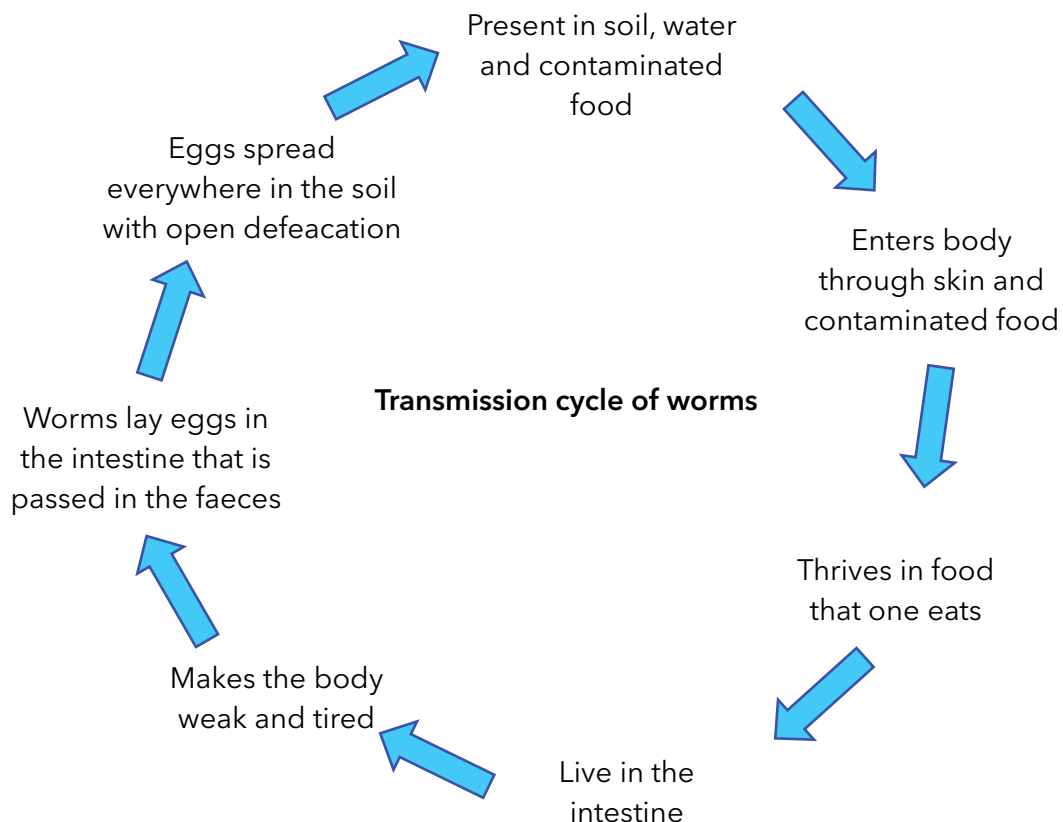 Present in soil, water
and contaminated
food
Enters body
through skin and
contaminated food
Thrives in food
that one eats
Live in the
intestine
Makes the body
weak and tired
Worms lay eggs in
the intestine that is
passed in the faeces
Eggs spread
everywhere in the soil
with open defeacation
Transmission cycle of worms